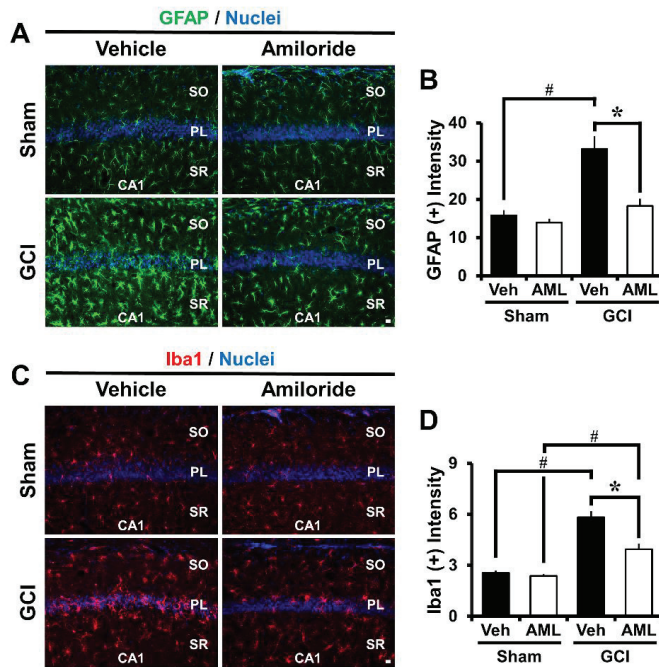 A
GFAP / Nuclei
Vehicle
Amiloride
Sham
SO
PL
SR
CA1
SO
PL
SR
CA1
GCI
SO
PL
SR
CA1
SO
PL
SR
CA1
B
GFAP (+) Intensity
40
30
20
10
0
#
*
Veh AML Veh AML
Sham GCI
C
Iba1 / Nuclei
Vehicle
Amiloride
Sham
SO
PL
SR
CA1
SO
PL
SR
CA1
GCI
SO
PL
SR
CA1
SO
PL
SR
CA1
D
Iba1 (+) Intensity
9
6
3
0
#
#
*
Veh AML Veh AML
Sham GCI